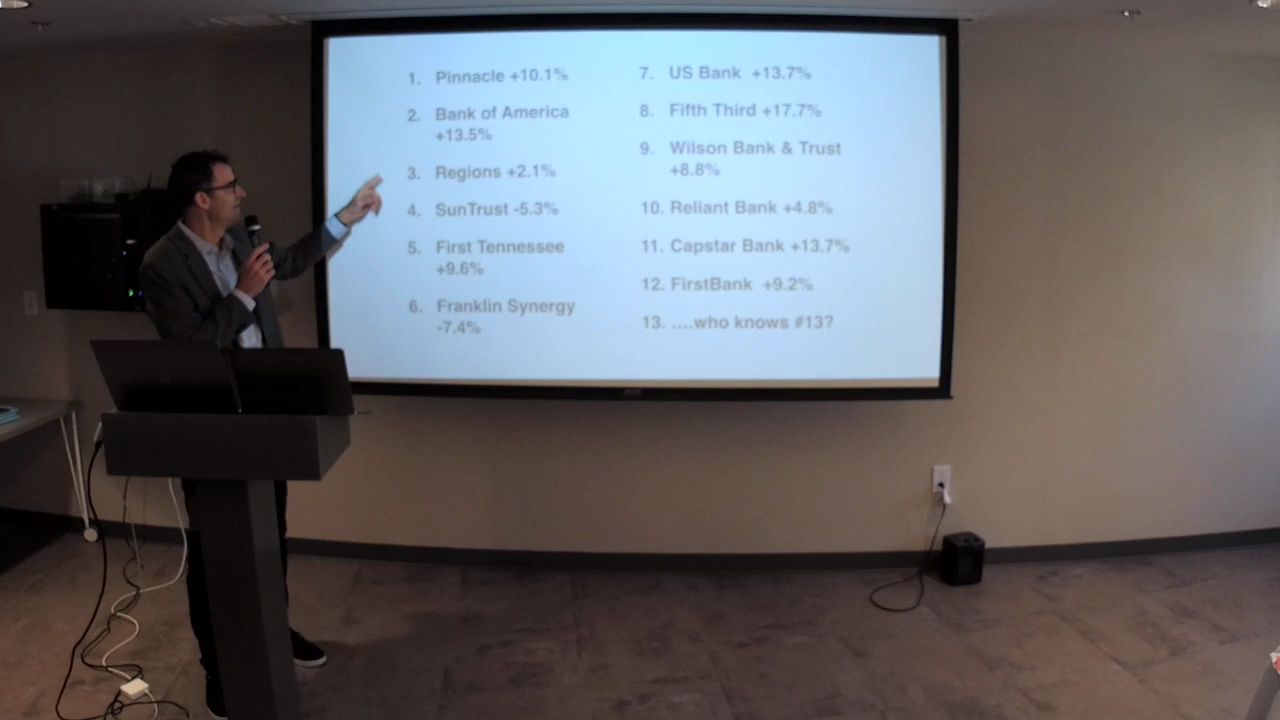 1. Pinnacle +10.1%
2. Bank of America
+13.5%
3. Regions +2.1%
4. SunTrust -5.3%
5. First Tennessee
+9.6%
6. Franklin Synergy
-7.4%
7. US Bank +13.7%
8. Fifth Third +17.7%
9. Wilson Bank & Trust
+8.8%
10. Reliant Bank +4.8%
11. Capstar Bank +13.7%
12. FirstBank +9.2%
13. ....who knows #13?